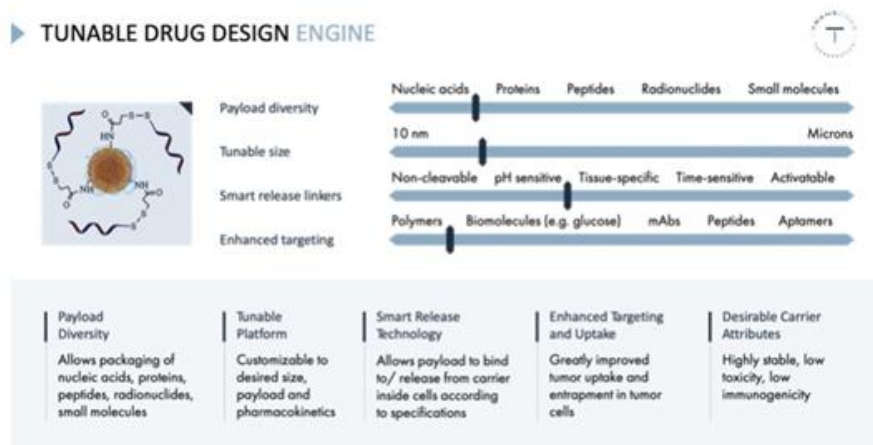 TUNABLE DRUG DESIGN ENGINE
T
Payload diversity
Nucleic acids Proteins Peptides Radionuclides Small molecules
Tunable size
10 nm Microns
Smart release linkers
Non-cleavable pH sensitive Tissue-specific Time-sensitive Activatable
Enhanced targeting
Polymers Biomolecules (e.g. glucose) mAbs Peptides Aptamers
O S-S
HN
S
S
NH
O
NH
O
S
S
Payload
Diversity
Allows packaging of
nucleic acids, proteins,
peptides, radionuclides,
small molecules
Tunable
Platform
Customizable to
desired size,
payload and
pharmacokinetics
Smart Release
Technology
Allows payload to bind
to/ release from carrier
inside cells according
to specifications
Enhanced Targeting
and Uptake
Greatly improved
tumor uptake and
entrapment in tumor
cells
Desirable Carrier
Attributes
Highly stable, low
toxicity, low
immunogenicity